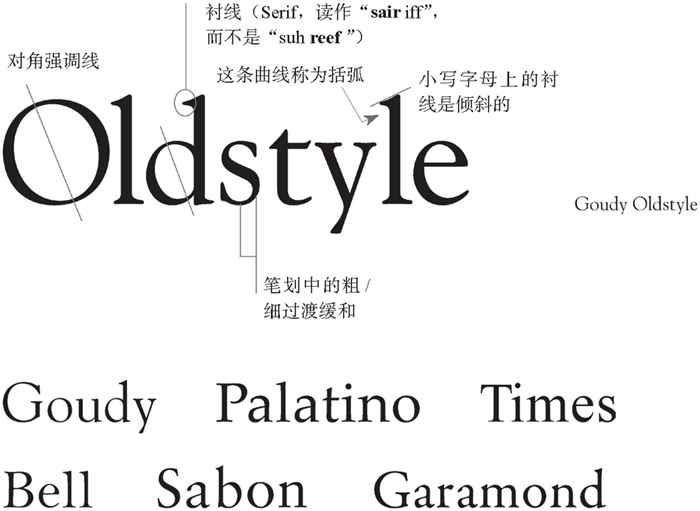 衬线（Serif，读作“sair iff”，
而不是“suh reef ”）
对角强调线
这条曲线称为括弧
小写字母上的衬
线是倾斜的
Oldstyle
Goudy Oldstyle
笔划中的粗 /
细过渡缓和
Goudy Palatino Times
Bell Sabon Garamond